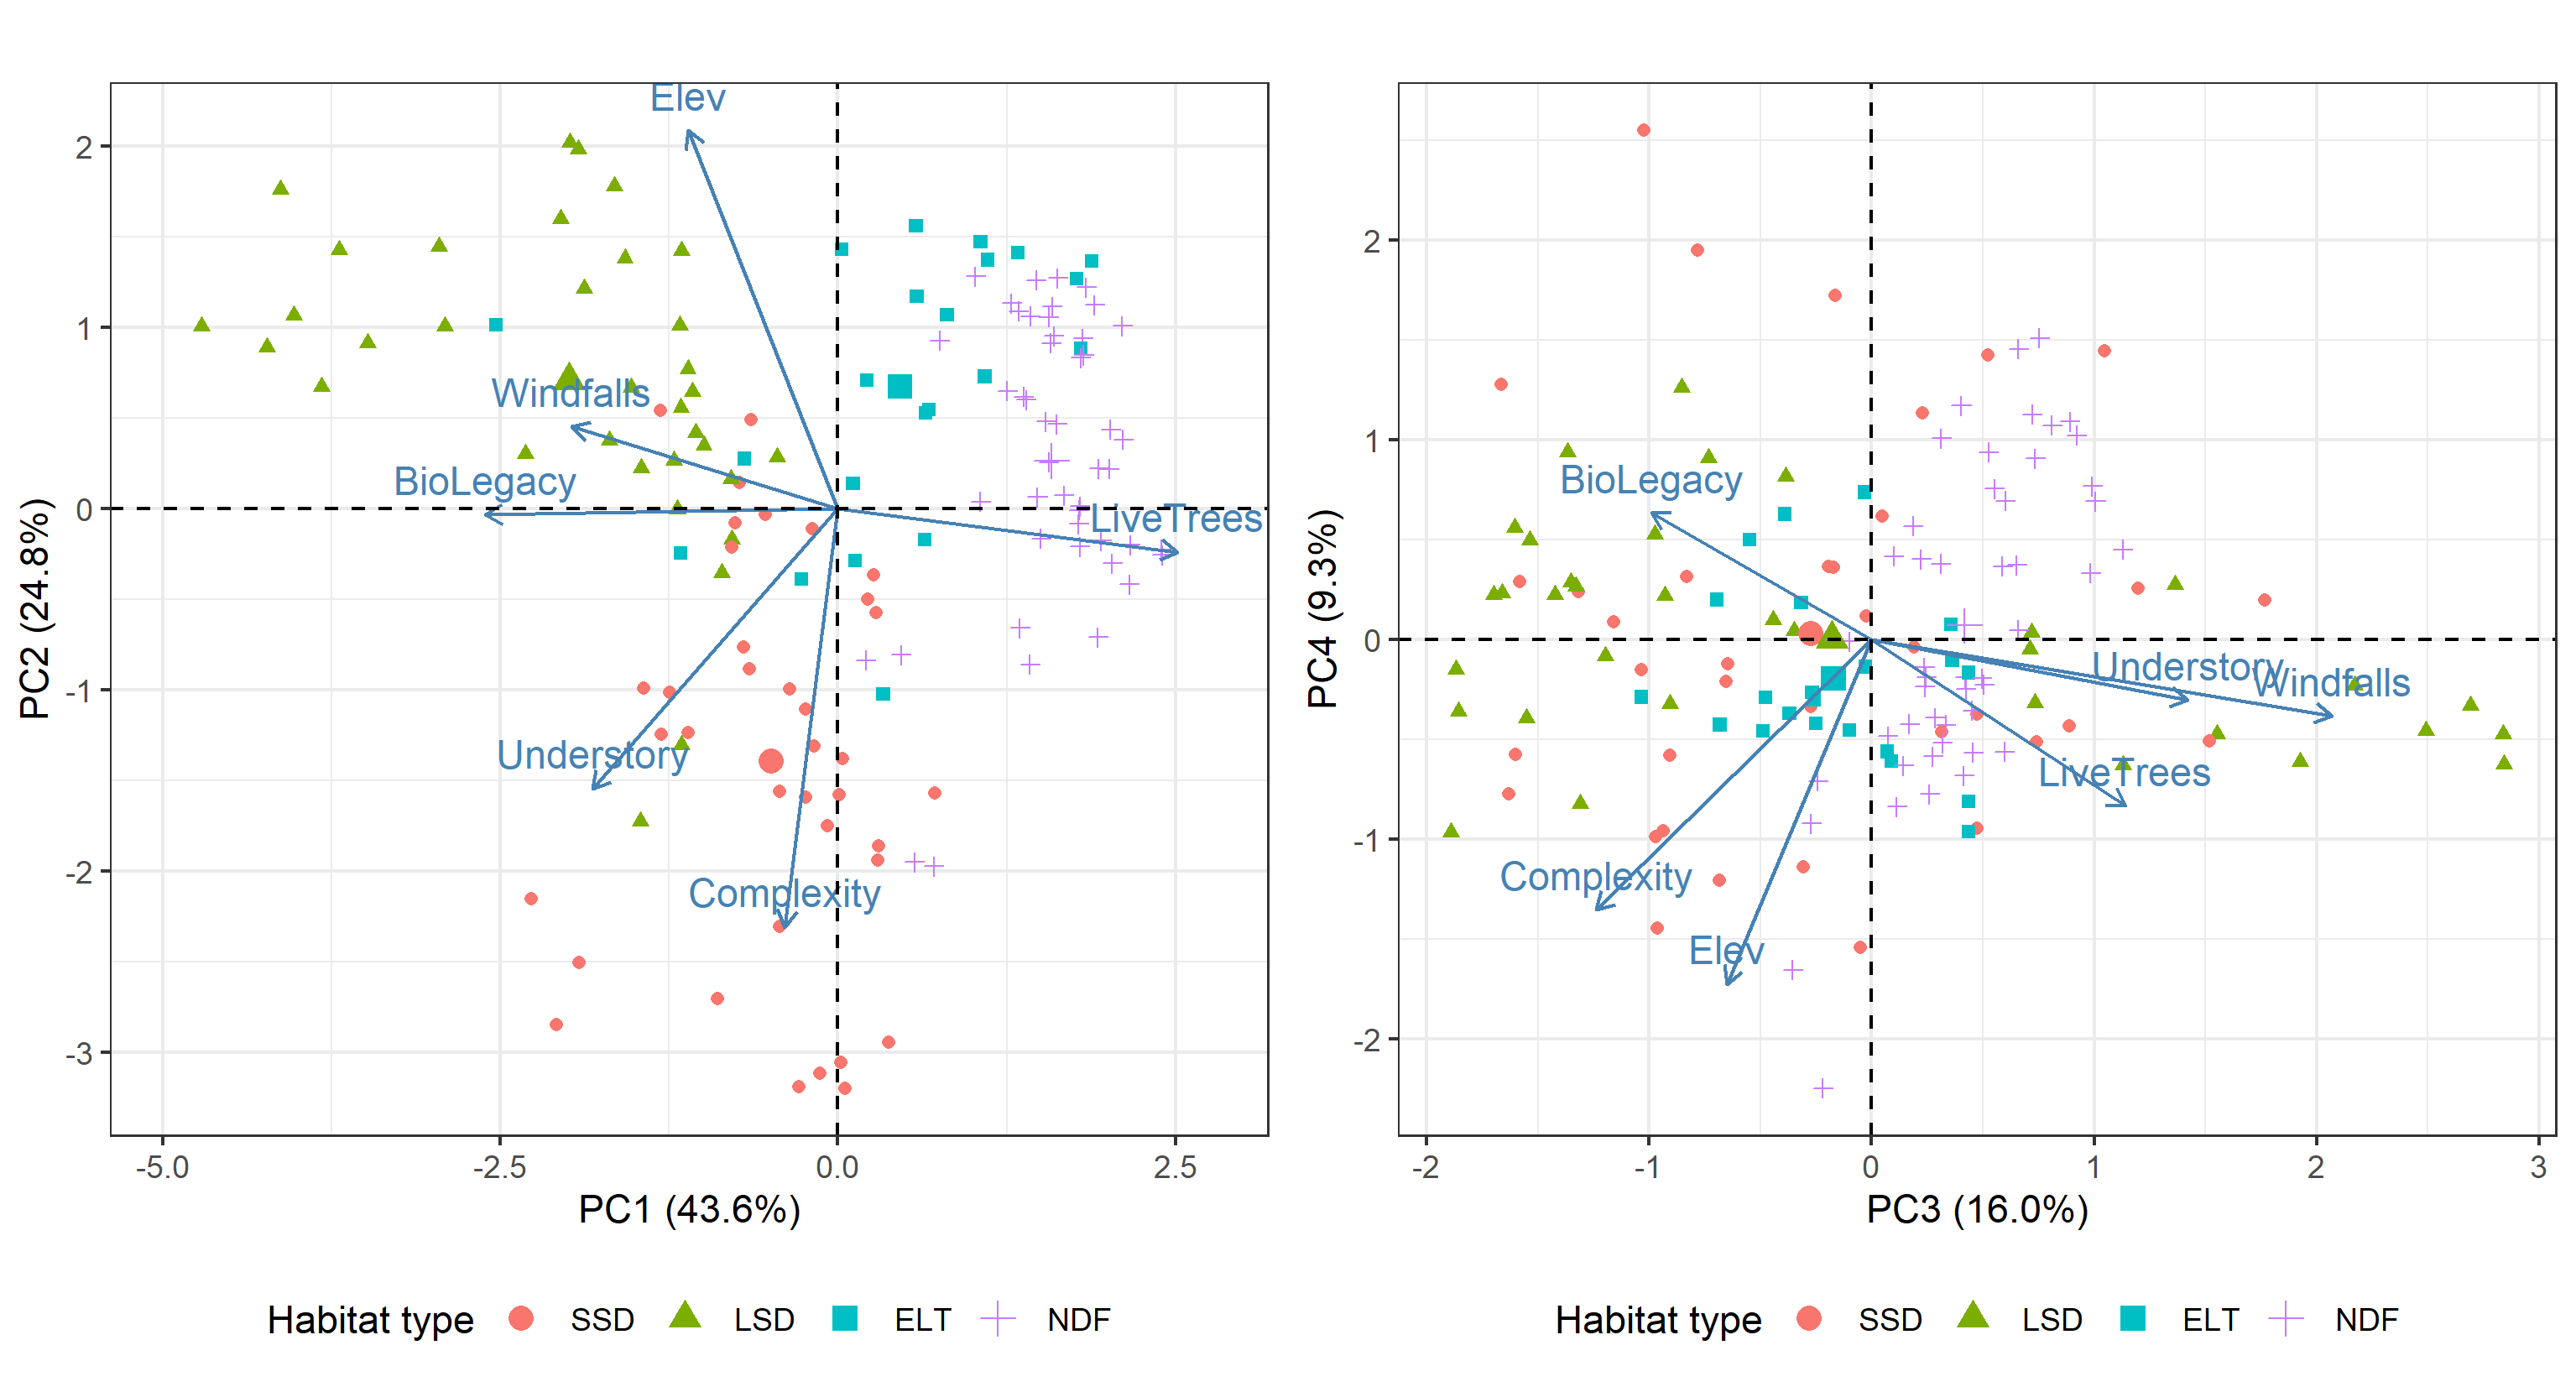 Elev
Windfalls
BioLegacy
LiveTrees
Understory
Complexity
2
1
0
-1
-2
-3
PC2 (24.8%)
-5.0 -2.5 0.0 2.5
PC1 (43.6%)
Habitat type SSD LSD ELT NDF
BioLegacy
Understory
Windfalls
LiveTrees
Complexity
Elev
2
1
0
-1
-2
PC4 (9.3%)
-2 -1 0 1 2 3
PC3 (16.0%)
Habitat type SSD LSD ELT NDF